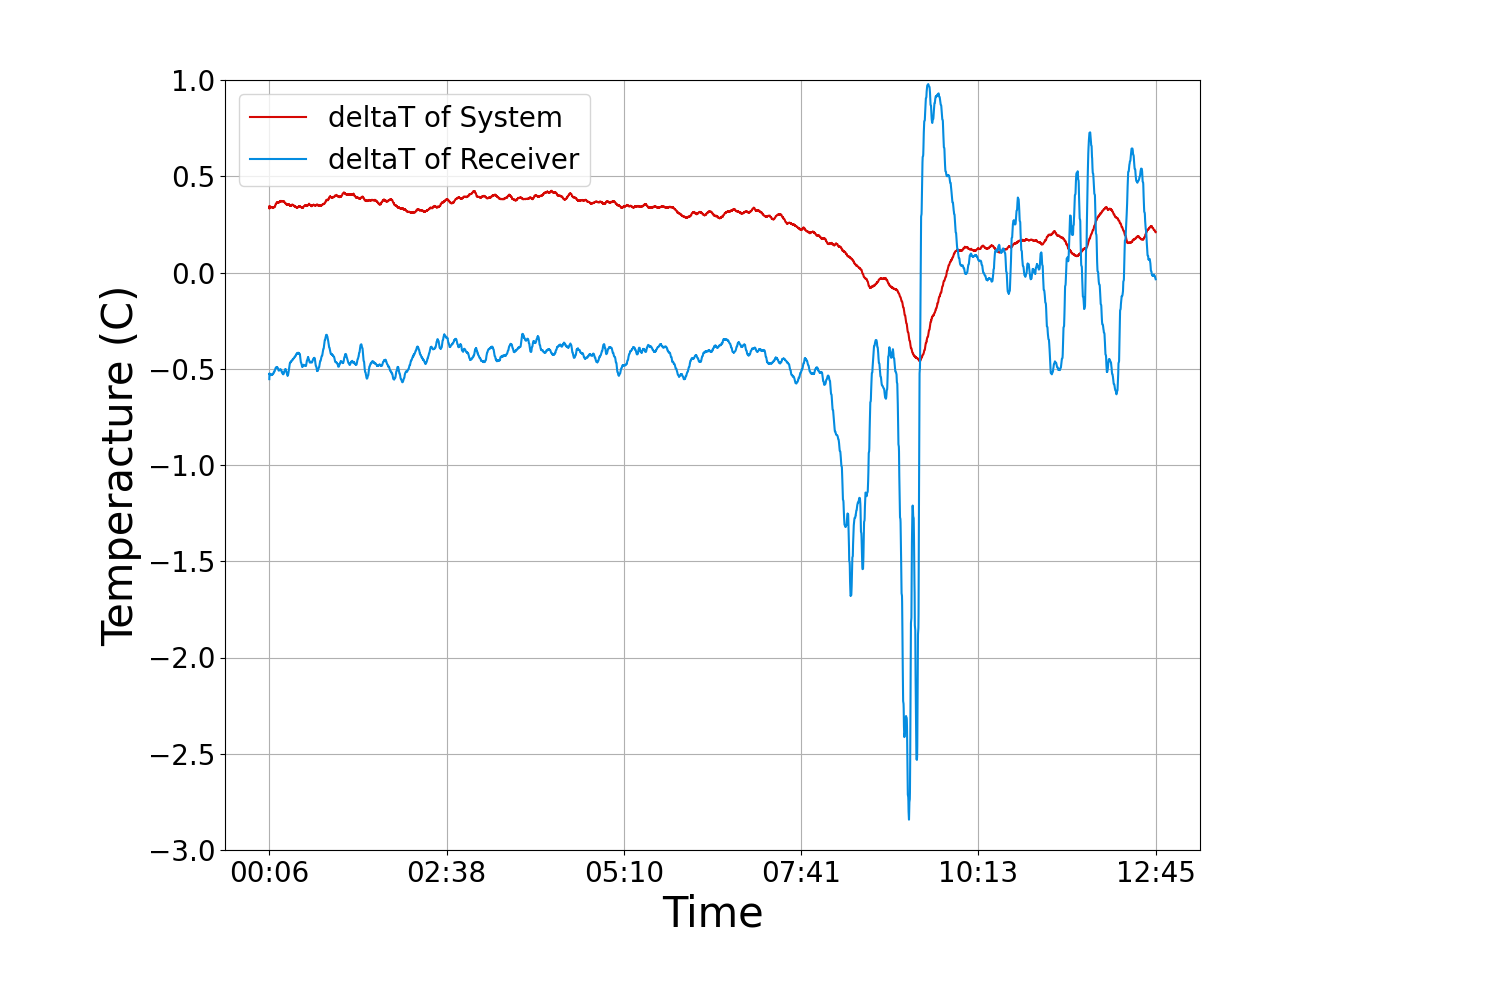 deltaT of System
deltaT of Receiver
1.0
0.5
0.0
−0.5
−1.0
−1.5
−2.0
−2.5
−3.0
Temperacture (C)
00:06 02:38 05:10 07:41 10:13 12:45
Time